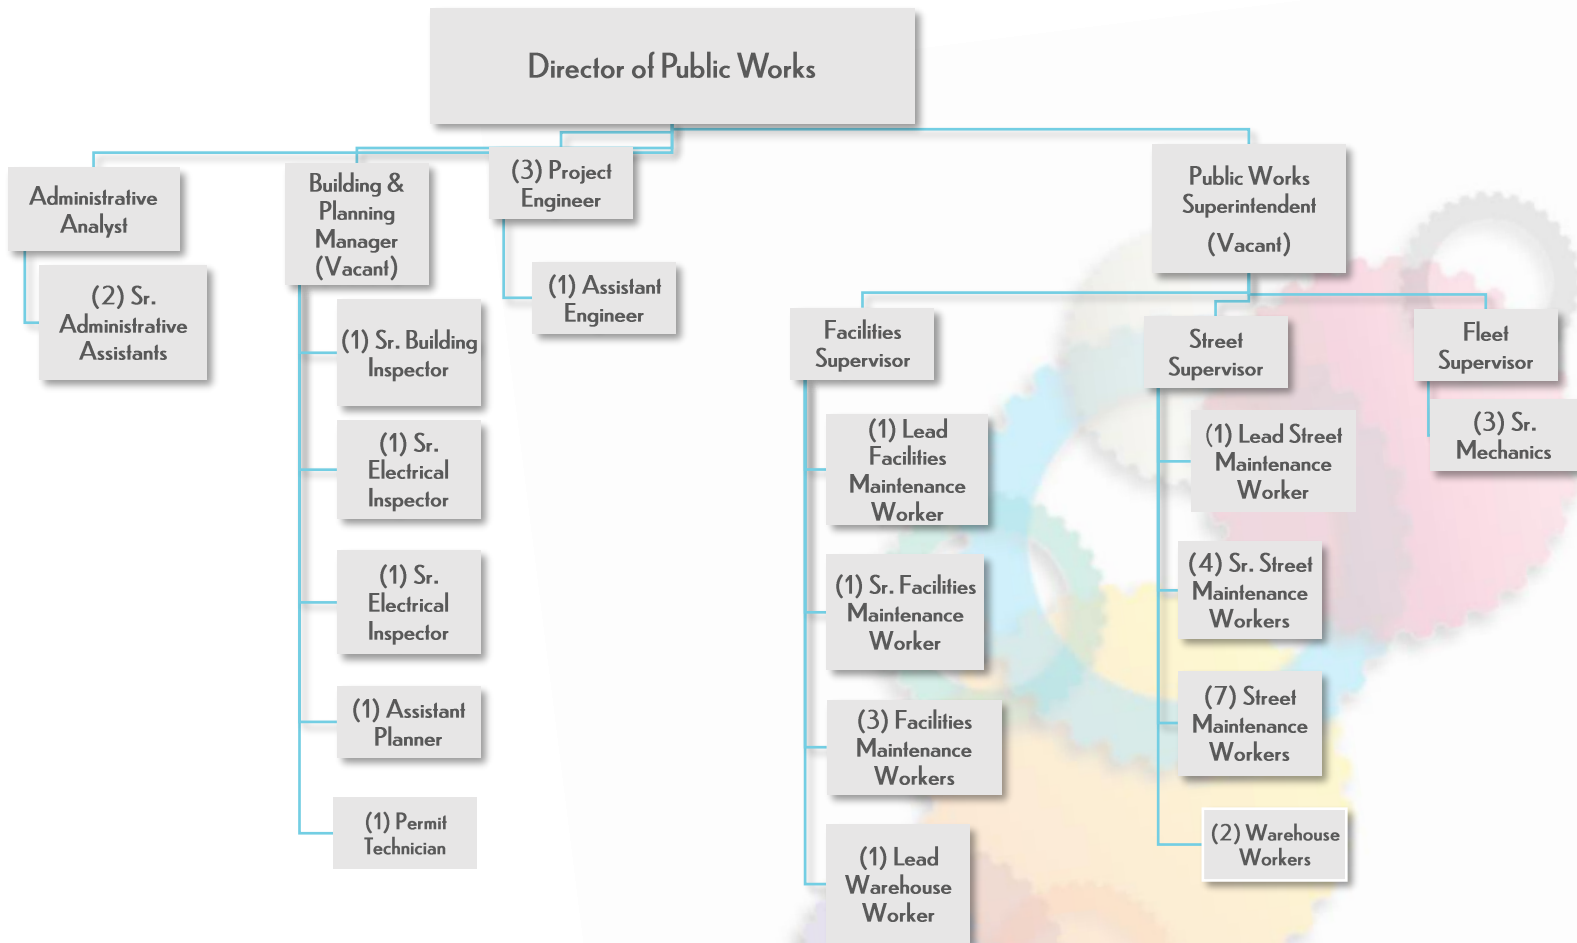 Director of Public Works
Administrative
Analyst
(2) Sr.
Administrative
Assistants
Building &
Planning
Manager
(Vacant)
(1) Sr. Building
Inspector
(1) Sr.
Electrical
Inspector
(1) Sr.
Electrical
Inspector
(1) Assistant
Planner
(1) Permit
Technician
(3) Project
Engineer
(1) Assistant
Engineer
Public Works
Superintendent
(Vacant)
Facilities
Supervisor
(1) Lead
Facilities
Maintenance
Worker
(1) Sr. Facilities
Maintenance
Worker
(3) Facilities
Maintenance
Workers
(1) Lead
Warehouse
Worker
Street
Supervisor
(1) Lead Street
Maintenance
Worker
(4) Sr. Street
Maintenance
Workers
(7) Street
Maintenance
Workers
(2) Warehouse
Workers
Fleet
Supervisor
(3) Sr.
Mechanics